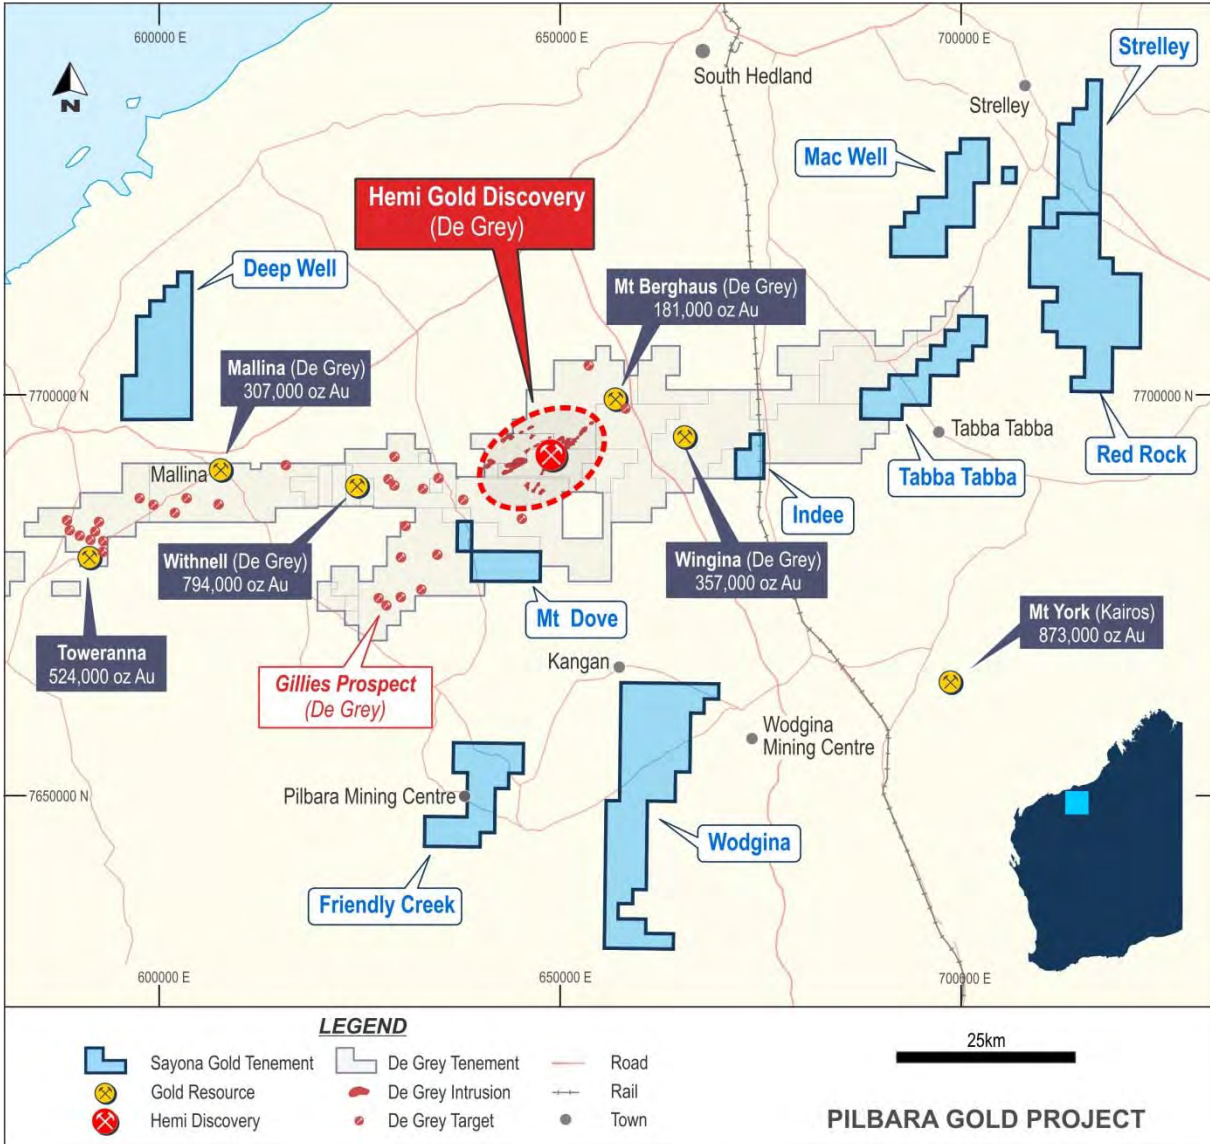 600000 E
650000 E
700000 E
N
South Hedland
Strelley
Strelley
Mac Well
Hemi Gold Discovery
(De Grey)
Deep Well
Mt Berghaus (De Grey)
181,000 oz Au
Mallina (De Grey)
307,000 oz Au
7700000 N
7700000 N
Tabba Tabba
Red Rock
Mallina
Tabba Tabba
Indee
Withnell (De Grey)
794,000 oz Au
Wingina (De Grey)
357,000 oz Au
Mt Dove
Mt York (Kairos)
873,000 oz Au
Toweranna
524,000 oz Au
Gillies Prospect
(De Grey)
Kangan
Wodgina
Mining Centre
Pilbara Mining Centre
7650000 N
Wodgina
Friendly Creek
600000 E
650000 E
700000 E
LEGEND
Sayona Gold Tenement
De Grey Tenement
Road
Gold Resource
De Grey Intrusion
Rail
Hemi Discovery
De Grey Target
Town
25km
PILBARA GOLD PROJECT